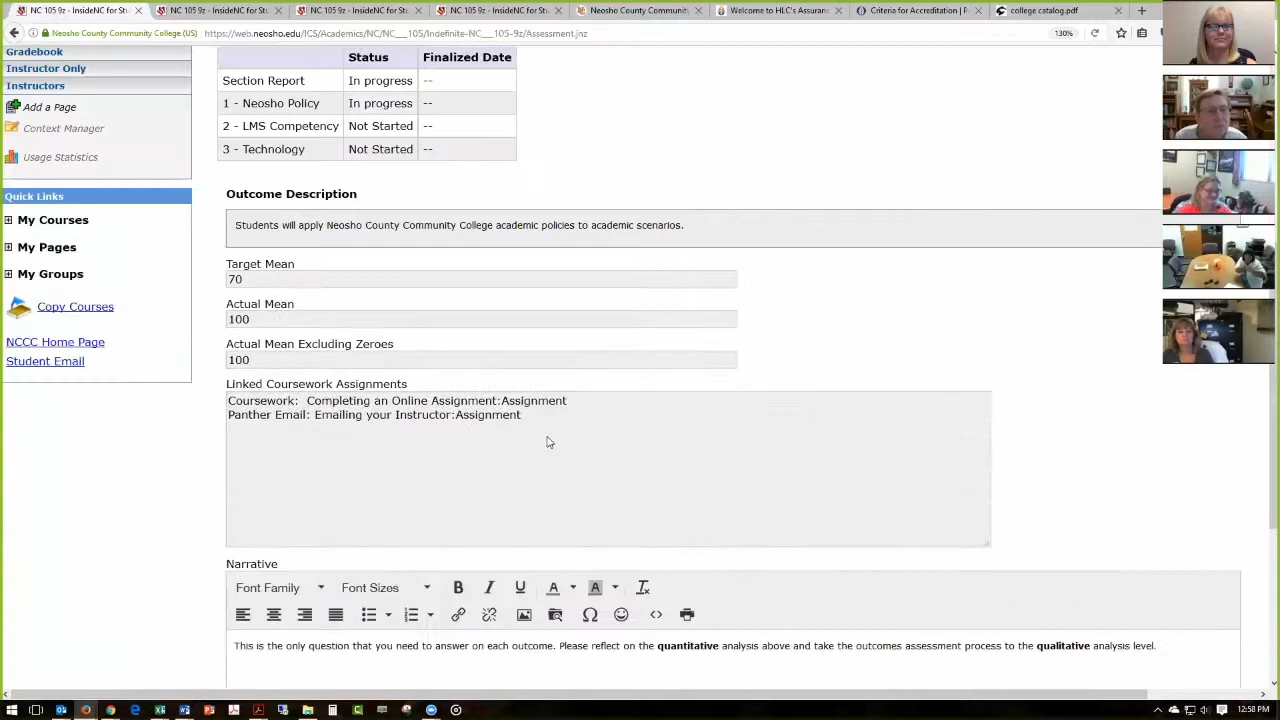 NC 105 9z - InsideNC for Stu
NC 105 9z - InsideNC for St
NC 105 9z - InsideNC for Stu
NC 105 9z - InsideNC for St
Neosho County Community
Welcome to HLC's Assuran
Criteria for Accreditation | P
college catalog.pdf
Neosho County Community College (US)
https://web.neosho.edu/ICS/Academics/NC/NC___105/Indefinite-NC___105-9z/Assessment.jnz
130%
Gradebook
Instructor Only
Instructors
Add a Page
Context Manager
Usage Statistics
Quick Links
My Courses
My Pages
My Groups
Copy Courses
NCCC Home Page
Student Email
Status Finalized Date
Section Report In progress --
1 - Neosho Policy In progress --
2 - LMS Competency Not Started --
3 - Technology Not Started --
Outcome Description
Students will apply Neosho County Community College academic policies to academic scenarios.
Target Mean
70
Actual Mean
100
Actual Mean Excluding Zeroes
100
Linked Coursework Assignments
Coursework: Completing an Online Assignment:Assignment
Panther Email: Emailing your Instructor:Assignment
Narrative
Font Family Font Sizes B I U A A Tx
This is the only question that you need to answer on each outcome. Please reflect on the quantitative analysis above and take the outcomes assessment process to the qualitative analysis level.
12:58 PM